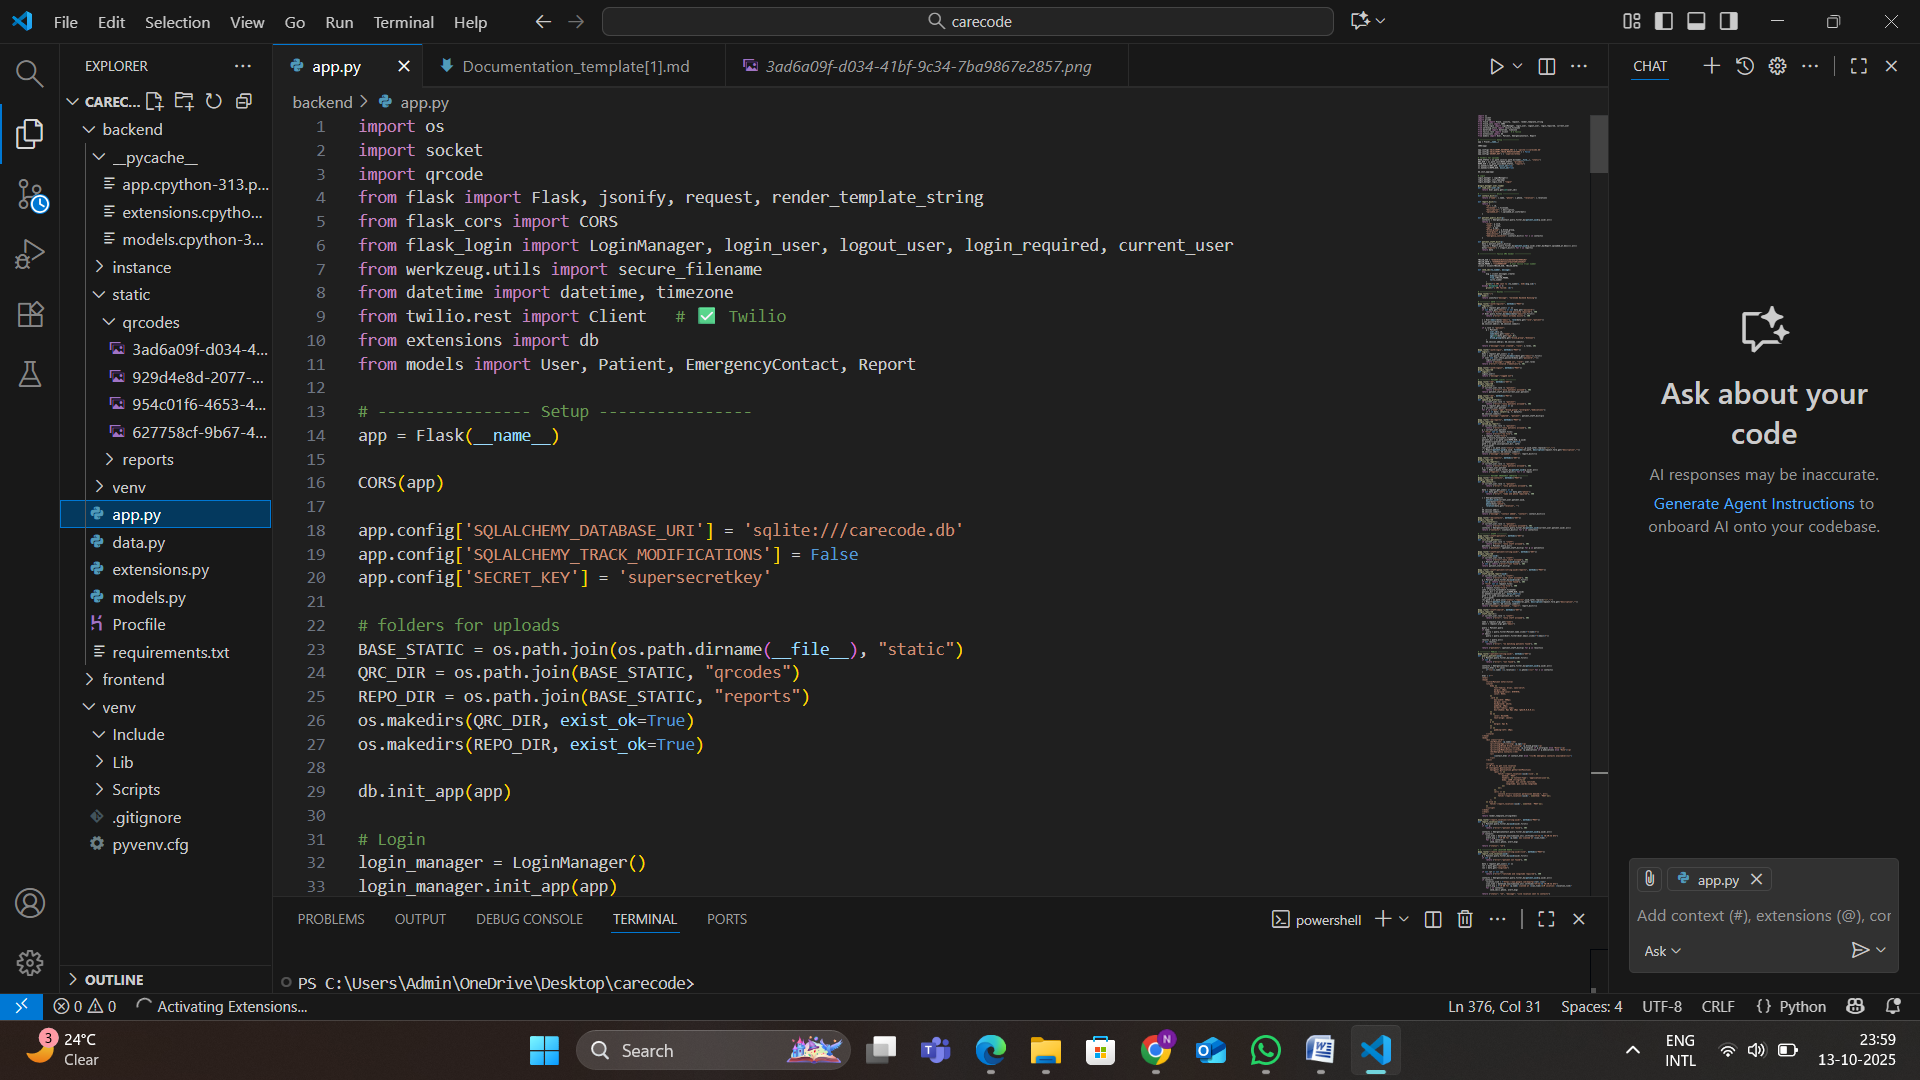 File Edit Selection View Go Run Terminal Help
carecode
EXPLORER
CAREC...
backend
__pycache__
app.cpython-313.p...
extensions.cpytho...
models.cpython-3...
instance
static
qrcodes
3ad6a09f-d034-4...
929d4e8d-2077-...
954c01f6-4653-4...
627758cf-9b67-4...
reports
venv
app.py
data.py
extensions.py
models.py
Procfile
requirements.txt
frontend
venv
Include
Lib
Scripts
.gitignore
pyvenv.cfg
OUTLINE
app.py
Documentation_template[1].md
3ad6a09f-d034-41bf-9c34-7ba9867e2857.png
backend > app.py
1 import os
2 import socket
3 import qrcode
4 from flask import Flask, jsonify, request, render_template_string
5 from flask_cors import CORS
6 from flask_login import LoginManager, login_user, logout_user, login_required, current_user
7 from werkzeug.utils import secure_filename
8 from datetime import datetime, timezone
9 from twilio.rest import Client   # ✅ Twilio
10 from extensions import db
11 from models import User, Patient, EmergencyContact, Report
12
13 # ---------------- Setup ----------------
14 app = Flask(__name__)
15
16 CORS(app)
17
18 app.config['SQLALCHEMY_DATABASE_URI'] = 'sqlite:///carecode.db'
19 app.config['SQLALCHEMY_TRACK_MODIFICATIONS'] = False
20 app.config['SECRET_KEY'] = 'supersecretkey'
21
22 # folders for uploads
23 BASE_STATIC = os.path.join(os.path.dirname(__file__), "static")
24 QRC_DIR = os.path.join(BASE_STATIC, "qrcodes")
25 REPO_DIR = os.path.join(BASE_STATIC, "reports")
26 os.makedirs(QRC_DIR, exist_ok=True)
27 os.makedirs(REPO_DIR, exist_ok=True)
28
29 db.init_app(app)
30
31 # Login
32 login_manager = LoginManager()
33 login_manager.init_app(app)
PROBLEMS OUTPUT DEBUG CONSOLE TERMINAL PORTS
powershell
PS C:\Users\Admin\OneDrive\Desktop\carecode>
CHAT
Ask about your
code
AI responses may be inaccurate.
Generate Agent Instructions to
onboard AI onto your codebase.
app.py
Add context (#), extensions (@), cor
Ask
0 0 Activating Extensions...
Ln 376, Col 31 Spaces: 4 UTF-8 CRLF {} Python
3
24°C
Clear
Search
N
ENG
INTL
23:59
13-10-2025